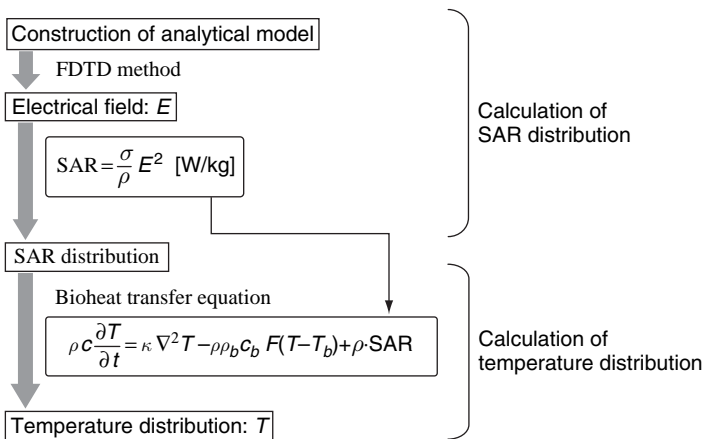 Construction of analytical model
FDTD method
Electrical field: E
SAR=σ/ρ E² [W/kg]
Calculation of
SAR distribution
SAR distribution
Bioheat transfer equation
ρc ∂T/∂t = κ∇²T−ρρ_b c_b F(T−T_b)+ρ·SAR
Calculation of
temperature distribution
Temperature distribution: T